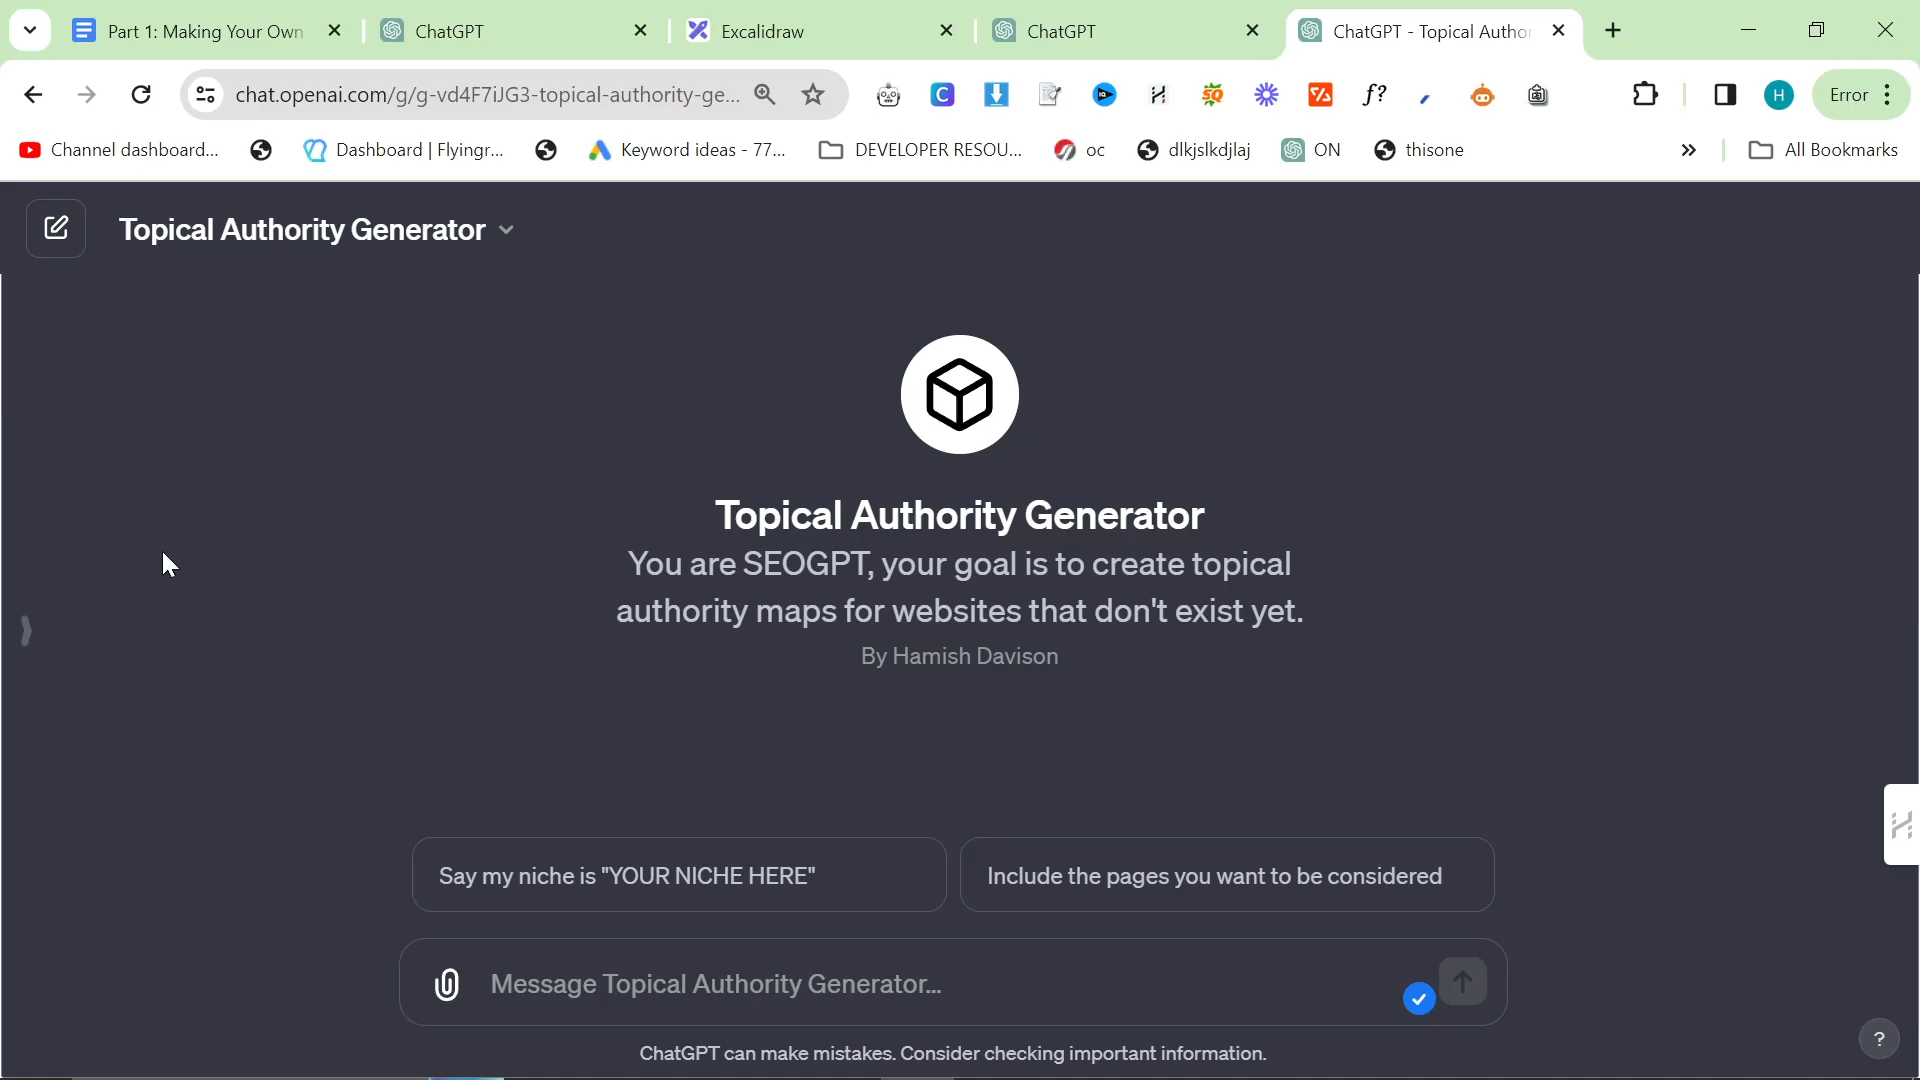 Part 1: Making Your Own
ChatGPT
Excalidraw
ChatGPT
ChatGPT - Topical Autho
chat.openai.com/g/g-vd4F7iJG3-topical-authority-ge...
C
SQ
f?
H
Error
Channel dashboard...
Dashboard | Flyingr...
Keyword ideas - 77...
DEVELOPER RESOU...
oc
dlkjslkdjlaj
ON
thisone
»
All Bookmarks
Topical Authority Generator
Topical Authority Generator
You are SEOGPT, your goal is to create topical
authority maps for websites that don't exist yet.
By Hamish Davison
Say my niche is "YOUR NICHE HERE"
Include the pages you want to be considered
Message Topical Authority Generator...
ChatGPT can make mistakes. Consider checking important information.
?